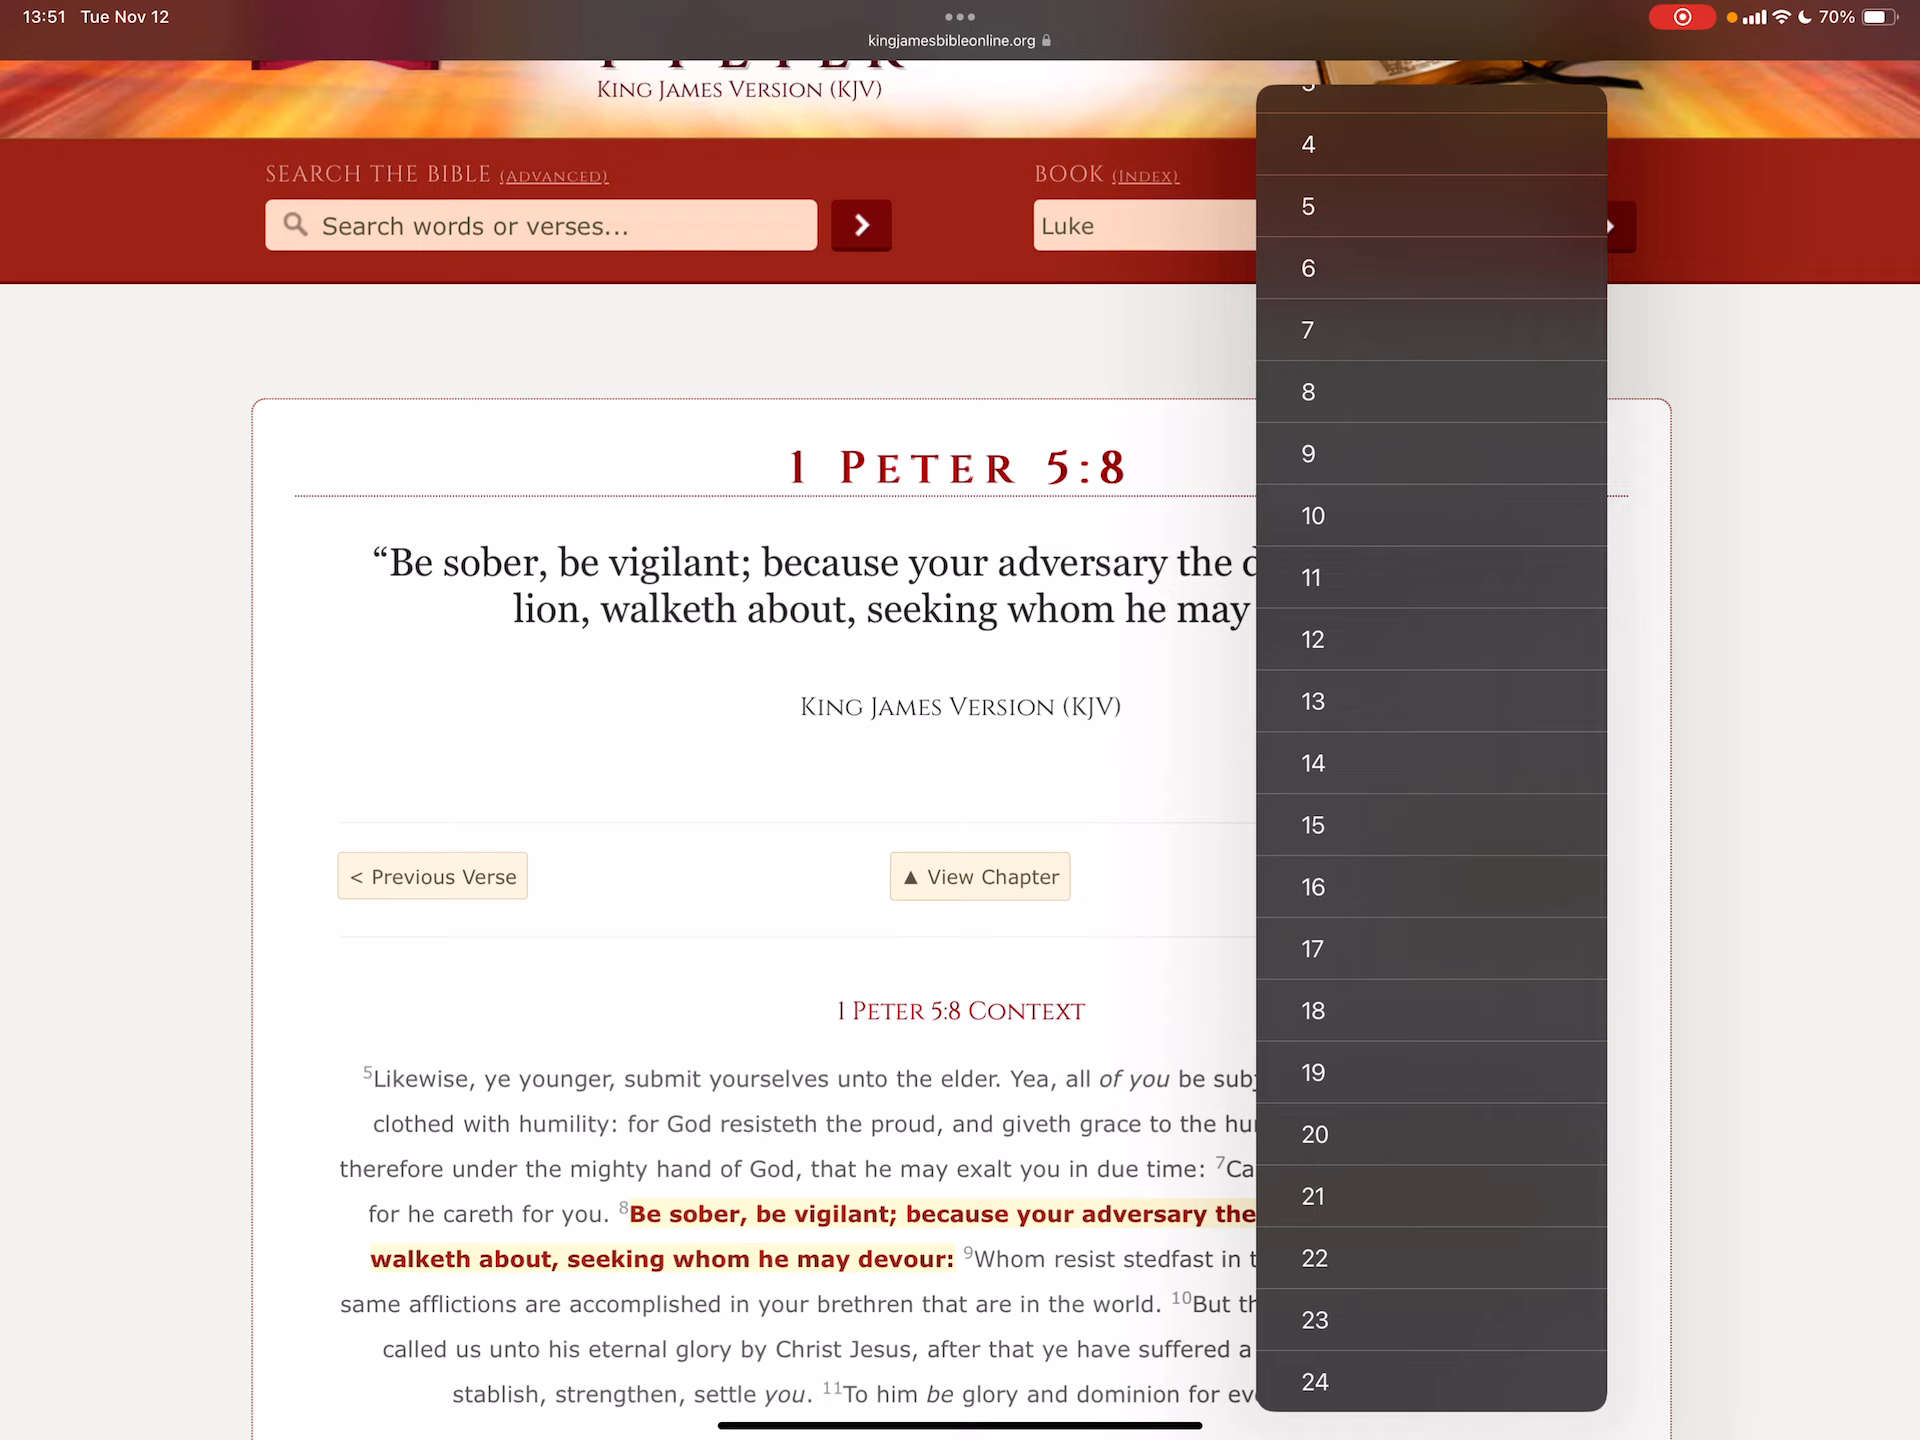 13:51 Tue Nov 12
70%
kingjamesbibleonline.org
1 PETER
King James Version (KJV)
SEARCH THE BIBLE (ADVANCED)
Search words or verses...
BOOK (INDEX)
Luke
1 Peter 5:8
“Be sober, be vigilant; because your adversary the
lion, walketh about, seeking whom he may
King James Version (KJV)
< Previous Verse
▲ View Chapter
1 Peter 5:8 Context
5Likewise, ye younger, submit yourselves unto the elder. Yea, all of you be
clothed with humility: for God resisteth the proud, and giveth grace to the
therefore under the mighty hand of God, that he may exalt you in due time: 7
for he careth for you. 8Be sober, be vigilant; because your adversary the
walketh about, seeking whom he may devour: 9Whom resist stedfast in
same afflictions are accomplished in your brethren that are in the world. 10But
called us unto his eternal glory by Christ Jesus, after that ye have suffered a
stablish, strengthen, settle you. 11To him be glory and dominion for
4
5
6
7
8
9
10
11
12
13
14
15
16
17
18
19
20
21
22
23
24